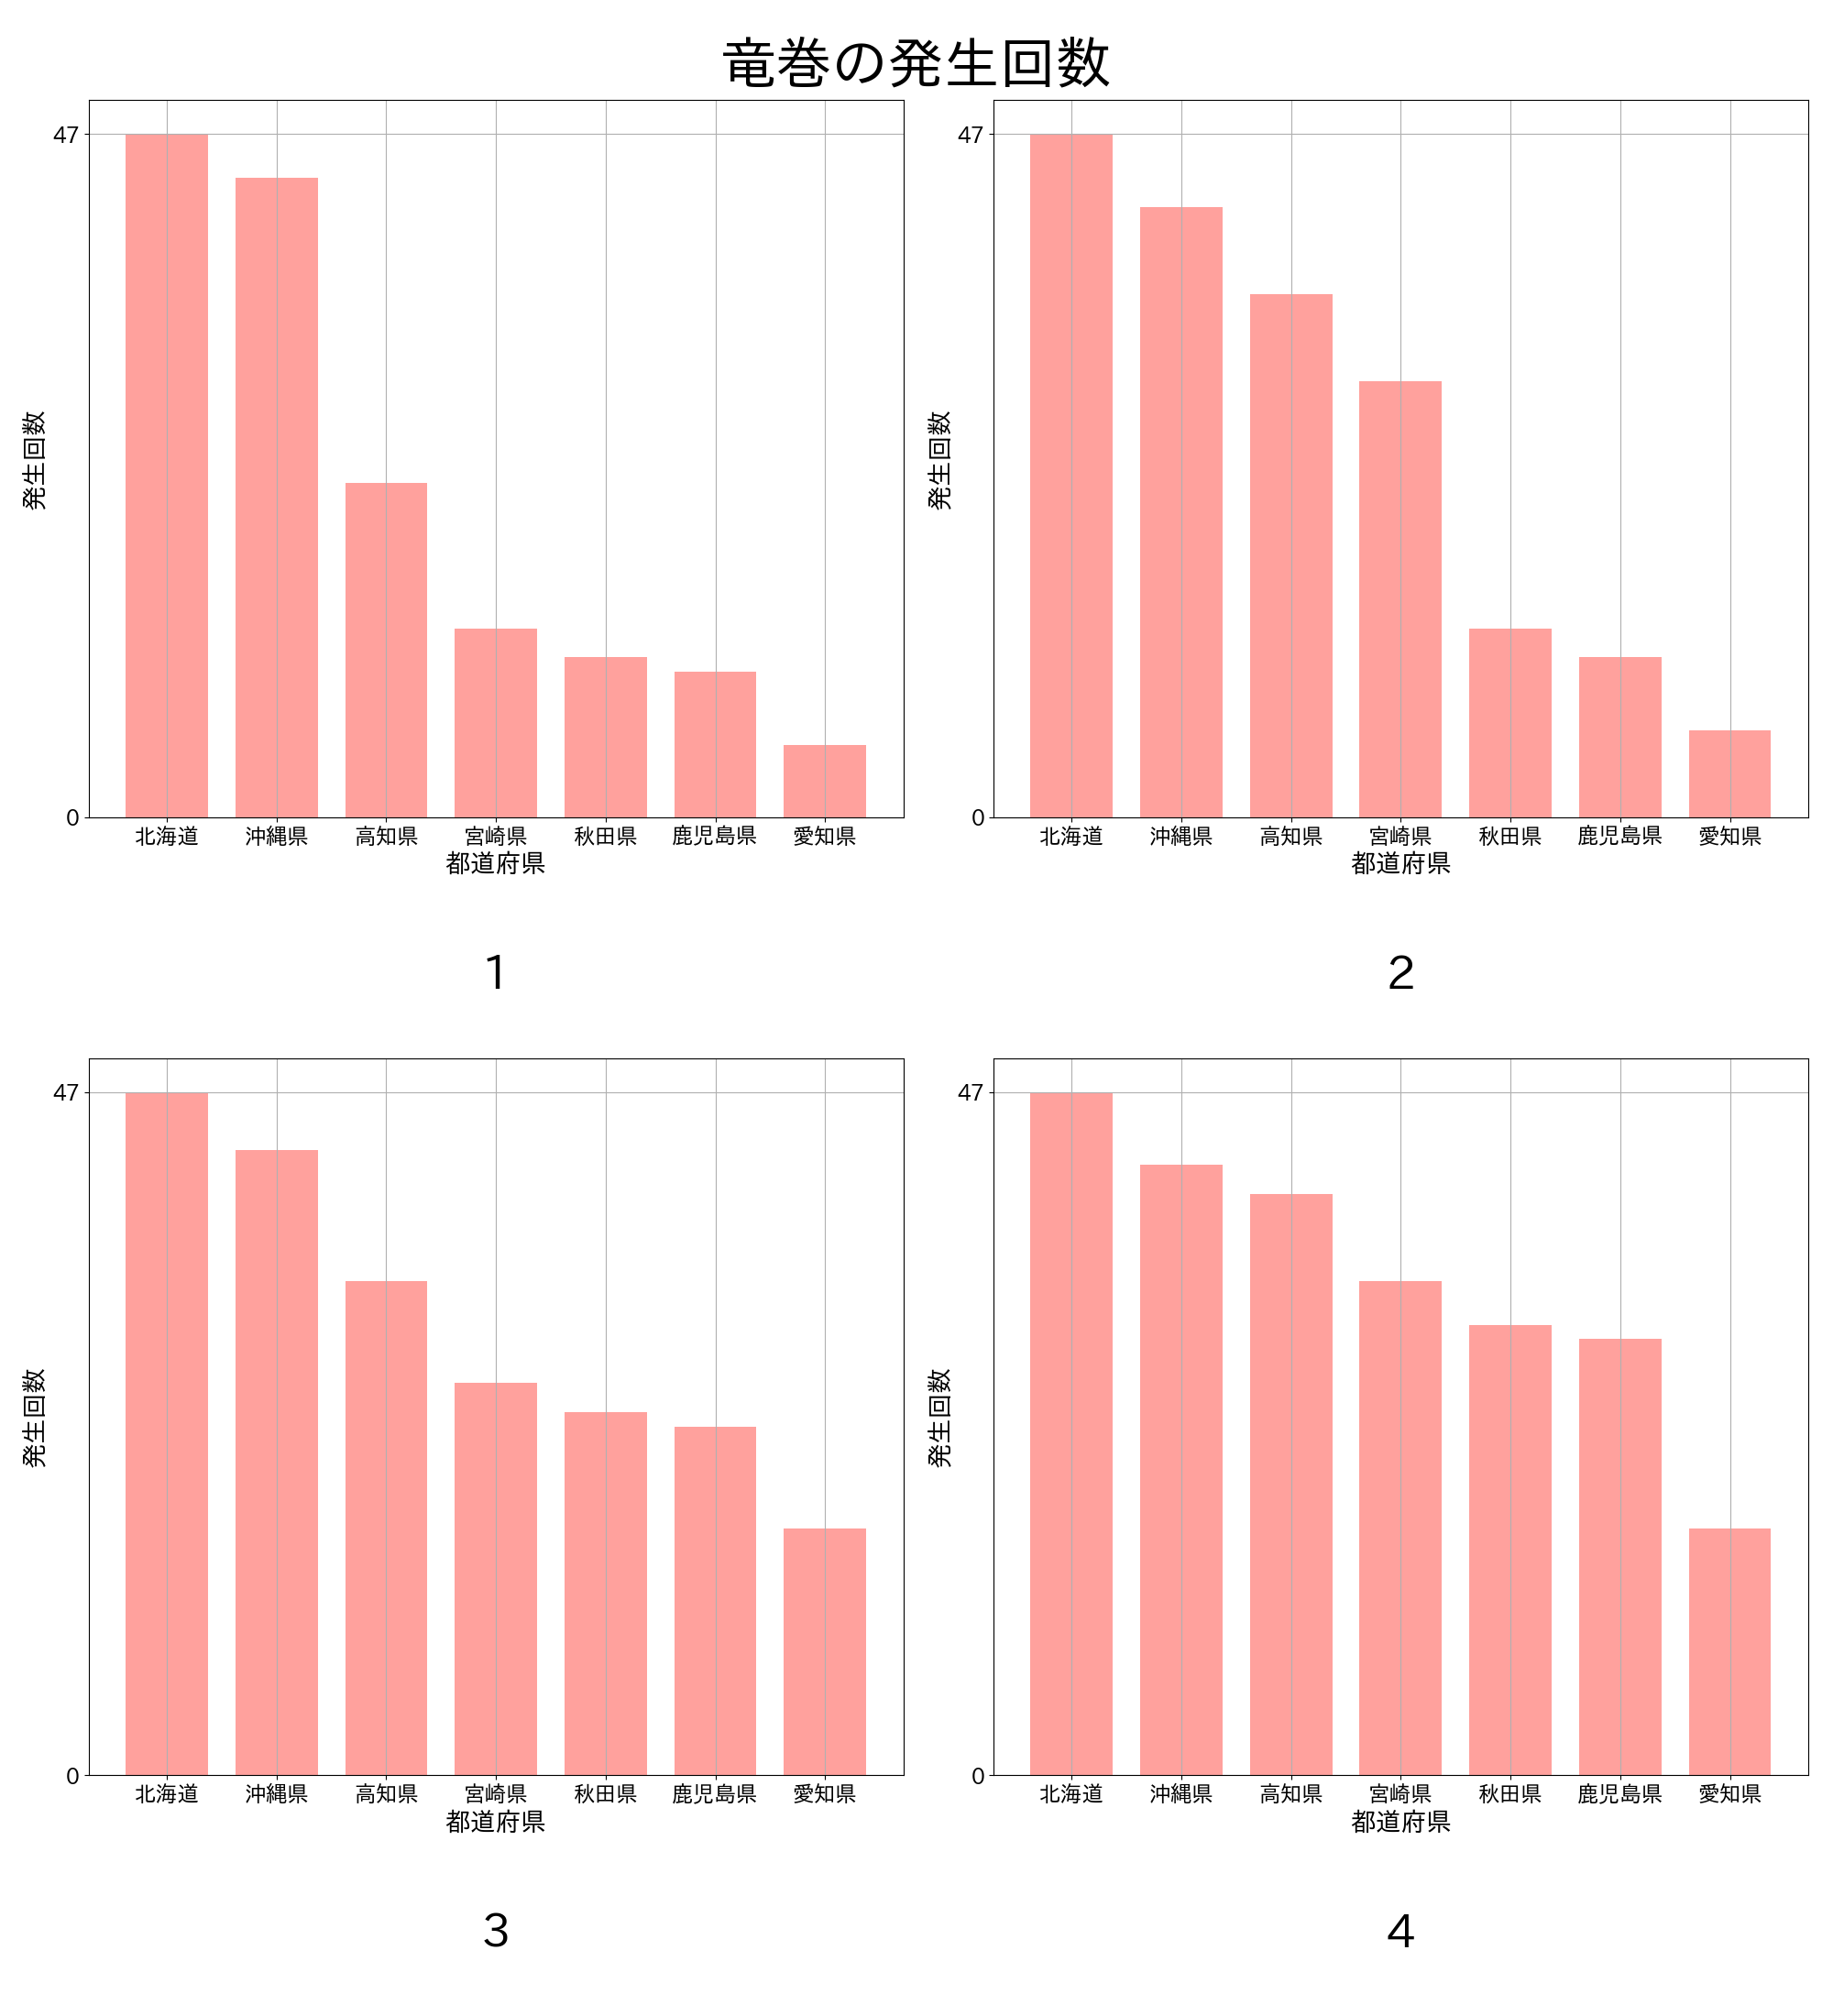 竜巻の発生回数
47
0
発生回数
北海道 沖縄県 高知県 宮崎県 秋田県 鹿児島県 愛知県
都道府県
1
47
0
発生回数
北海道 沖縄県 高知県 宮崎県 秋田県 鹿児島県 愛知県
都道府県
2
47
0
発生回数
北海道 沖縄県 高知県 宮崎県 秋田県 鹿児島県 愛知県
都道府県
3
47
0
発生回数
北海道 沖縄県 高知県 宮崎県 秋田県 鹿児島県 愛知県
都道府県
4